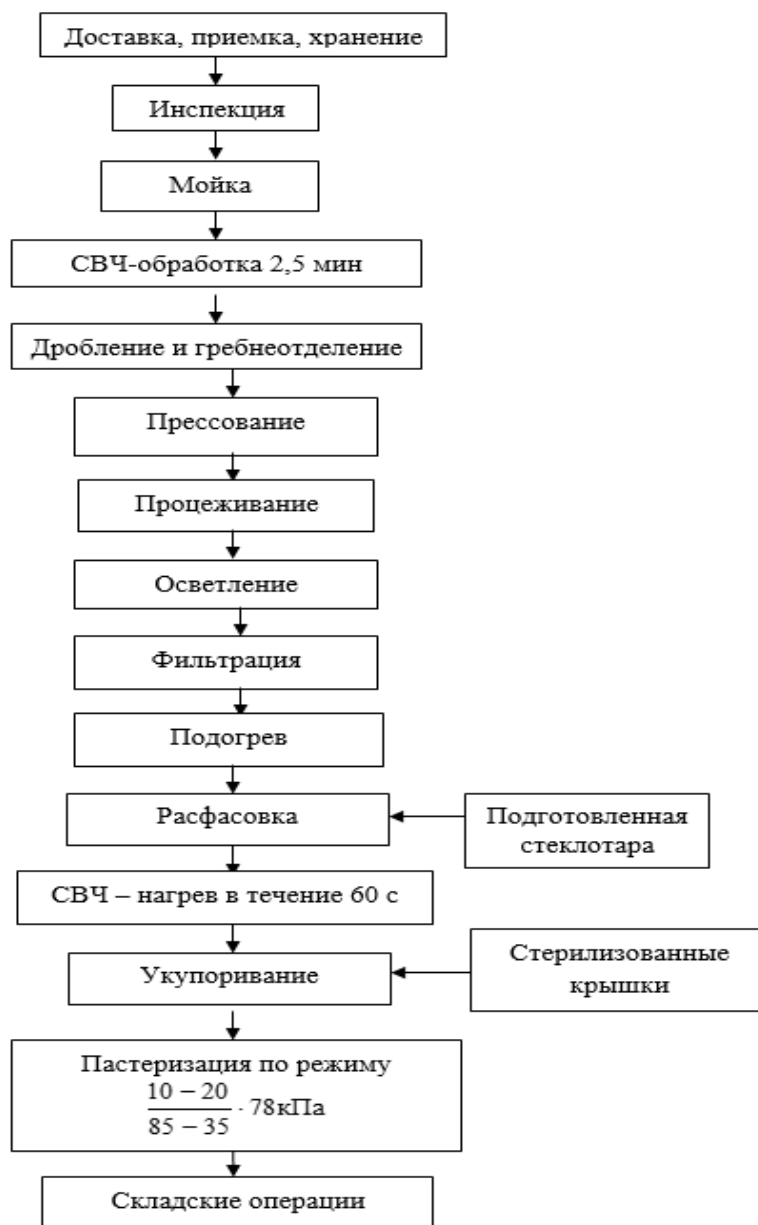 Доставка, приемка, хранение
Инспекция
Мойка
СВЧ-обработка 2,5 мин
Дробление и гребнеотделение
Прессование
Процеживание
Осветление
Фильтрация
Подогрев
Расфасовка
Подготовленная
стеклотара
СВЧ – нагрев в течение 60 с
Укупоривание
Стерилизованные
крышки
Пастеризация по режиму
10 – 20
85 – 35
· 78кПа
Складские операции